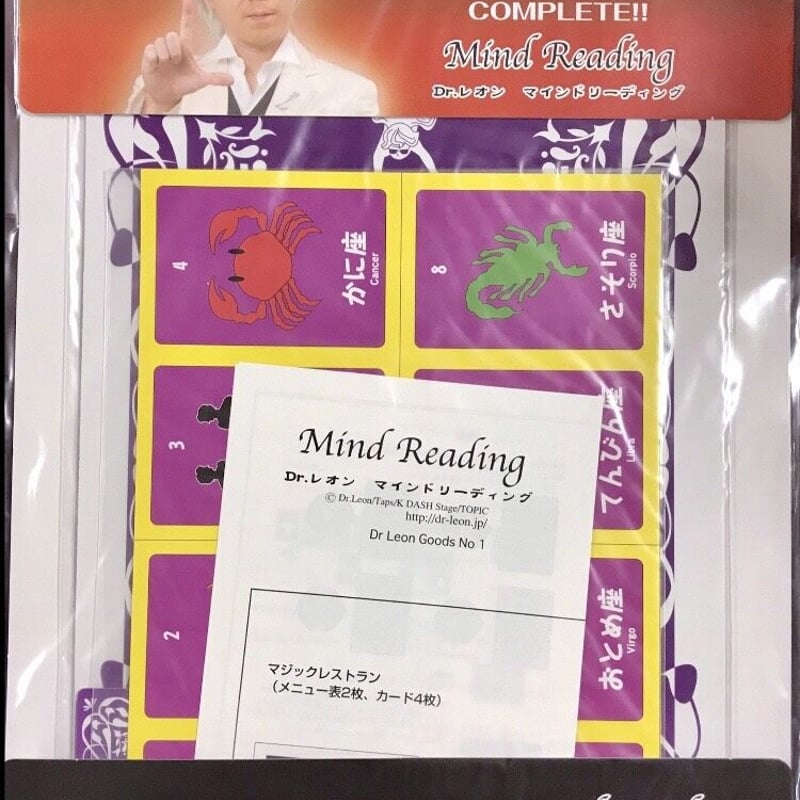 COMPLETE!!
Mind Reading
Dr.レオン マインドリーディング
4
かに座
Cancer
8
さそり座
Scorpio
3
てんびん座
Libra
2
おとめ座
Virgo
Mind Reading
Dr.レオン マインドリーディング
© Dr.Leon/Taps/K DASH Stage/TOPIC
http://dr-leon.jp/
Dr Leon Goods No 1
マジックレストラン
(メニュー表2枚、カード4枚)